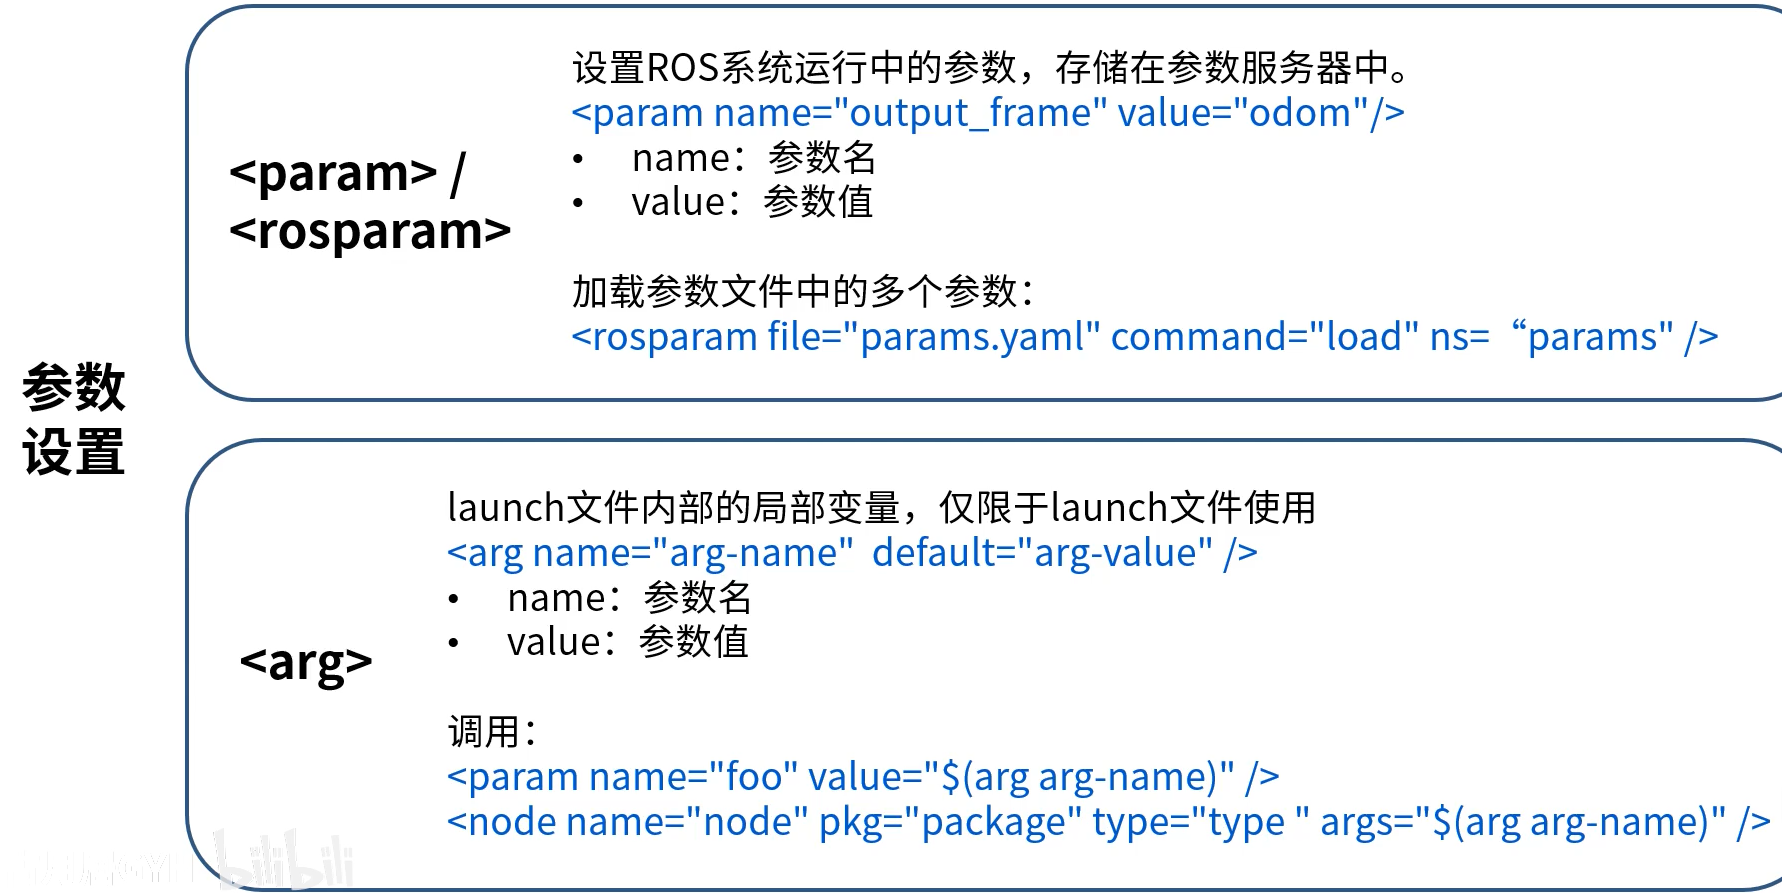 参数
设置
<param> /
<rosparam>
设置ROS系统运行中的参数，存储在参数服务器中。
<param name="output_frame" value="odom"/>
• name：参数名
• value：参数值
加载参数文件中的多个参数：
<rosparam file="params.yaml" command="load" ns=“params" />
<arg>
launch文件内部的局部变量，仅限于launch文件使用
<arg name="arg-name"  default="arg-value" />
• name：参数名
• value：参数值
调用：
<param name="foo" value="$(arg arg-name)" />
<node name="node" pkg="package" type="type " args="$(arg arg-name)" />
bilibili